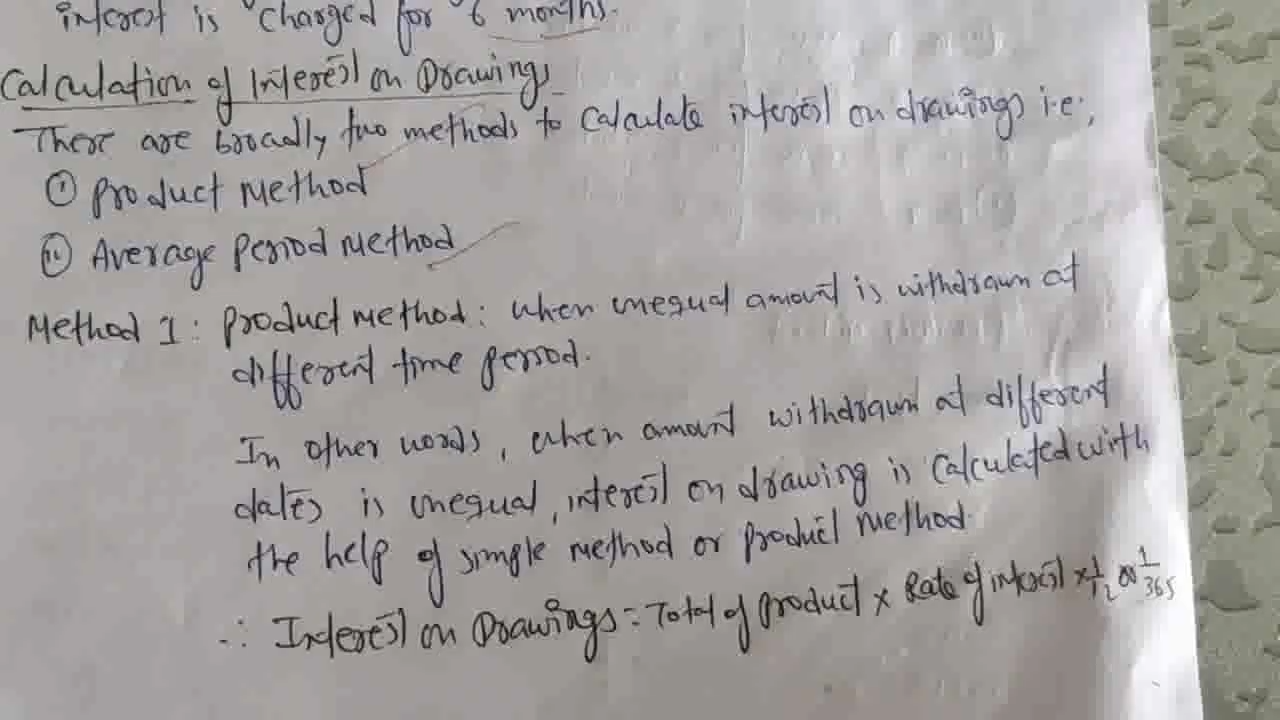 interest is charged for 6 months.
Calculation of Interest on Drawings
There are broadly two methods to calculate interest on drawings i.e;
(i) Product Method
(ii) Average Period Method
Method 1: Product method: when unequal amount is withdrawn at
different time period.
In other words, when amount withdrawn at different
dates is unequal, interest on drawing is calculated with
the help of simple method or product method.
∴ Interest on Drawings = Total of product × Rate of interest × 1/12 or 1/365